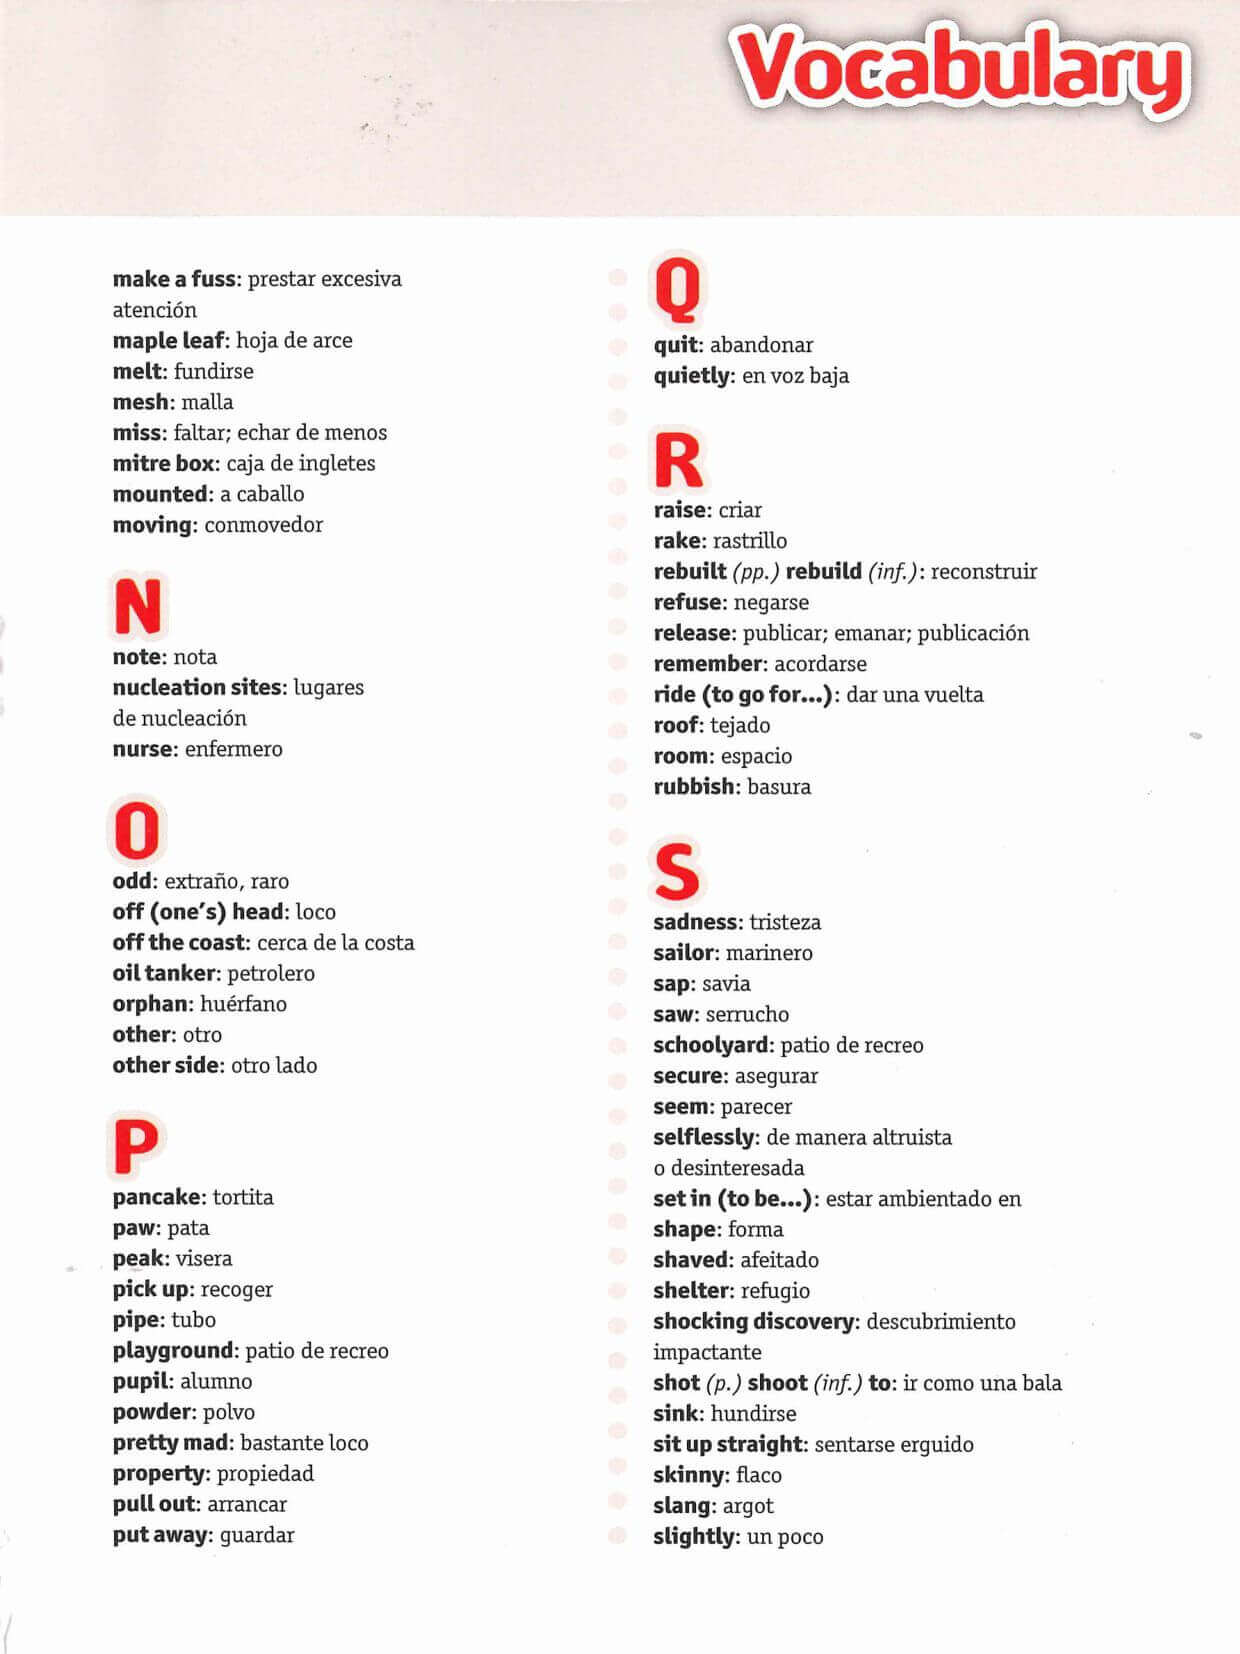 Vocabulary
make a fuss: prestar excesiva
atención
maple leaf: hoja de arce
melt: fundirse
mesh: malla
miss: faltar; echar de menos
mitre box: caja de ingletes
mounted: a caballo
moving: conmovedor
N
note: nota
nucleation sites: lugares
de nucleación
nurse: enfermero
O
odd: extraño, raro
off (one's) head: loco
off the coast: cerca de la costa
oil tanker: petrolero
orphan: huérfano
other: otro
other side: otro lado
P
pancake: tortita
paw: pata
peak: visera
pick up: recoger
pipe: tubo
playground: patio de recreo
pupil: alumno
powder: polvo
pretty mad: bastante loco
property: propiedad
pull out: arrancar
put away: guardar
Q
quit: abandonar
quietly: en voz baja
R
raise: criar
rake: rastrillo
rebuilt (pp.) rebuild (inf.): reconstruir
refuse: negarse
release: publicar; emanar; publicación
remember: acordarse
ride (to go for...): dar una vuelta
roof: tejado
room: espacio
rubbish: basura
S
sadness: tristeza
sailor: marinero
sap: savia
saw: serrucho
schoolyard: patio de recreo
secure: asegurar
seem: parecer
selflessly: de manera altruista
o desinteresada
set in (to be...): estar ambientado en
shape: forma
shaved: afeitado
shelter: refugio
shocking discovery: descubrimiento
impactante
shot (p.) shoot (inf.) to: ir como una bala
sink: hundirse
sit up straight: sentarse erguido
skinny: flaco
slang: argot
slightly: un poco